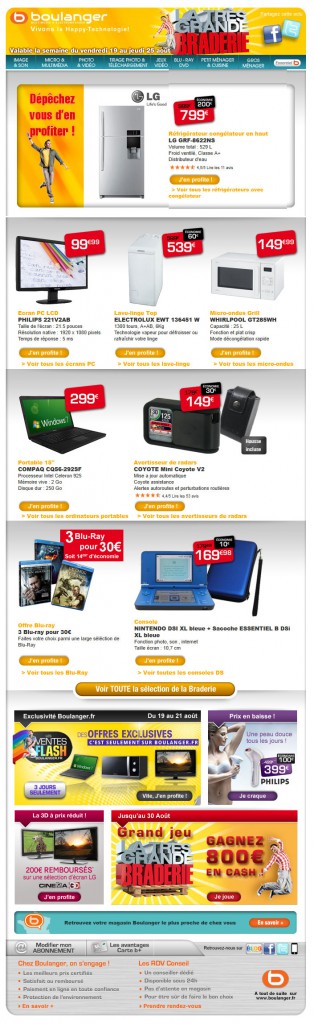 boulanger
Vivons la Happy-Technologie!
LA TRÈS
GRANDE
BRADERIE
Valable la semaine du vendredi 19 au jeudi 25 août
IMAGE & SON
MICRO & MULTIMÉDIA
PHOTO & VIDÉO
TIRAGE PHOTO & TÉLÉCHARGEMENT
JEUX VIDÉO
BLU-RAY DVD
PETIT MÉNAGER & CUISINE
GROS MÉNAGER
Dépêchez
vous d'en
profiter !
LG
Life's Good
ÉCONOMIE
200€
799€
Réfrigérateur congélateur en haut
LG GRF-8622NS
Volume total : 529 L
Froid ventilé, Classe A+
Distributeur d'eau
4,5/5 Lire les 11 avis
J'en profite !
> Voir tous les réfrigérateurs avec
congélateur
99€99
ÉCONOMIE
60€
539€
149€99
Ecran PC LCD
PHILIPS 221V2AB
Taille de l'écran : 21.5 pouces
Résolution native : 1920 x 1080 pixels
Temps de réponse : 5 ms
J'en profite !
> Voir tous les écrans PC
Lave-linge Top
ELECTROLUX EWT 136481 W
1300 tours, A+AB, 6Kg
Technologie vapeur pour défroisser ou
rafraîchir votre linge
J'en profite !
> Voir tous les lave-linge
Micro-ondes Grill
WHIRLPOOL GT285WH
Capacité : 25 L
Fonction et plat crisp
Mode décongélation rapide
J'en profite !
> Voir tous les micro-ondes
299€
Windows 7
ÉCONOMIE
30€
149€
Housse
incluse
Portable 15"
COMPAQ CQ56-292SF
Processeur Intel Celeron 925
Mémoire vive : 2 Go
Disque dur : 250 Go
J'en profite !
> Voir tous les ordinateurs portables
Avertisseur de radars
COYOTE Mini Coyote V2
Mise à jour automatique
Coyote assistance
Alertes autoroutes et perturbations routières
4,4/5 Lire les 53 avis
J'en profite !
> Voir tous les avertisseurs de radars
3 Blu-Ray
pour 30€
Soit 14€97 d'économie
ÉCONOMIE
10€
169€98
Offre Blu-ray
3 Blu-ray pour 30€
Faites votre choix parmi une large sélection de
Blu-Ray
J'en profite !
> Voir tous les Blu-Ray
Console
NINTENDO DSi XL bleue + Sacoche ESSENTIEL B DSi
XL bleue
Fonction photo, son , internet
Taille écran : 10,7 cm
J'en profite !
> Voir toutes les consoles DS
Voir TOUTE la sélection de la Braderie
Exclusivité Boulanger.fr
Du 19 au 21 août
VENTES
FLASH
BOULANGER.FR
DES OFFRES EXCLUSIVES
C'EST SEULEMENT SUR BOULANGER.FR !
3 JOURS
SEULEMENT
Vite, J'en profite !
Prix en baisse !
Une peau douce
tous les jours !
100€
399€
PHILIPS
Je craque
La 3D à prix réduit !
200€ REMBOURSÉS
sur une sélection d'écran LG
CINEMA 3D
Jusqu'au 30 Août
Grand jeu
LA TRÈS
GRANDE
BRADERIE
GAGNEZ
800€
EN CASH !
Je joue
Retrouvez votre magasin Boulanger le plus proche de chez vous
En savoir +
Modifier mon
ABONNEMENT
Les avantages
Carte b+
Retrouvez-nous sur
Chez Boulanger, on s'engage !
Les meilleurs prix certifiés
Satisfait ou remboursé
Paiement en ligne en toute confiance
Protection de l'environnement
> En savoir +
Les RDV Conseil
Un conseiller dédié
Disponible sous 24h
Pas d'attente en magasin
Pour être sûr de faire le bon choix
> Prendre rendez-vous
A tout de suite sur
www.boulanger.fr